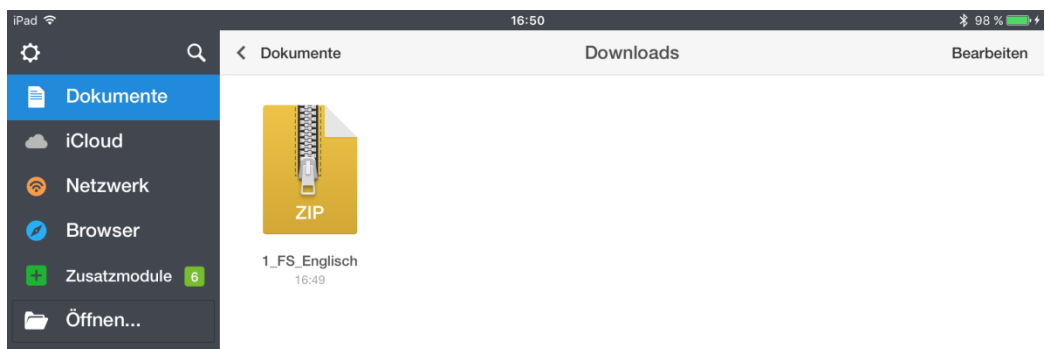 iPad 16:50 98 %
Dokumente Downloads Bearbeiten
Dokumente
iCloud
Netzwerk
Browser
Zusatzmodule 6
Öffnen...
ZIP
1_FS_Englisch
16:49